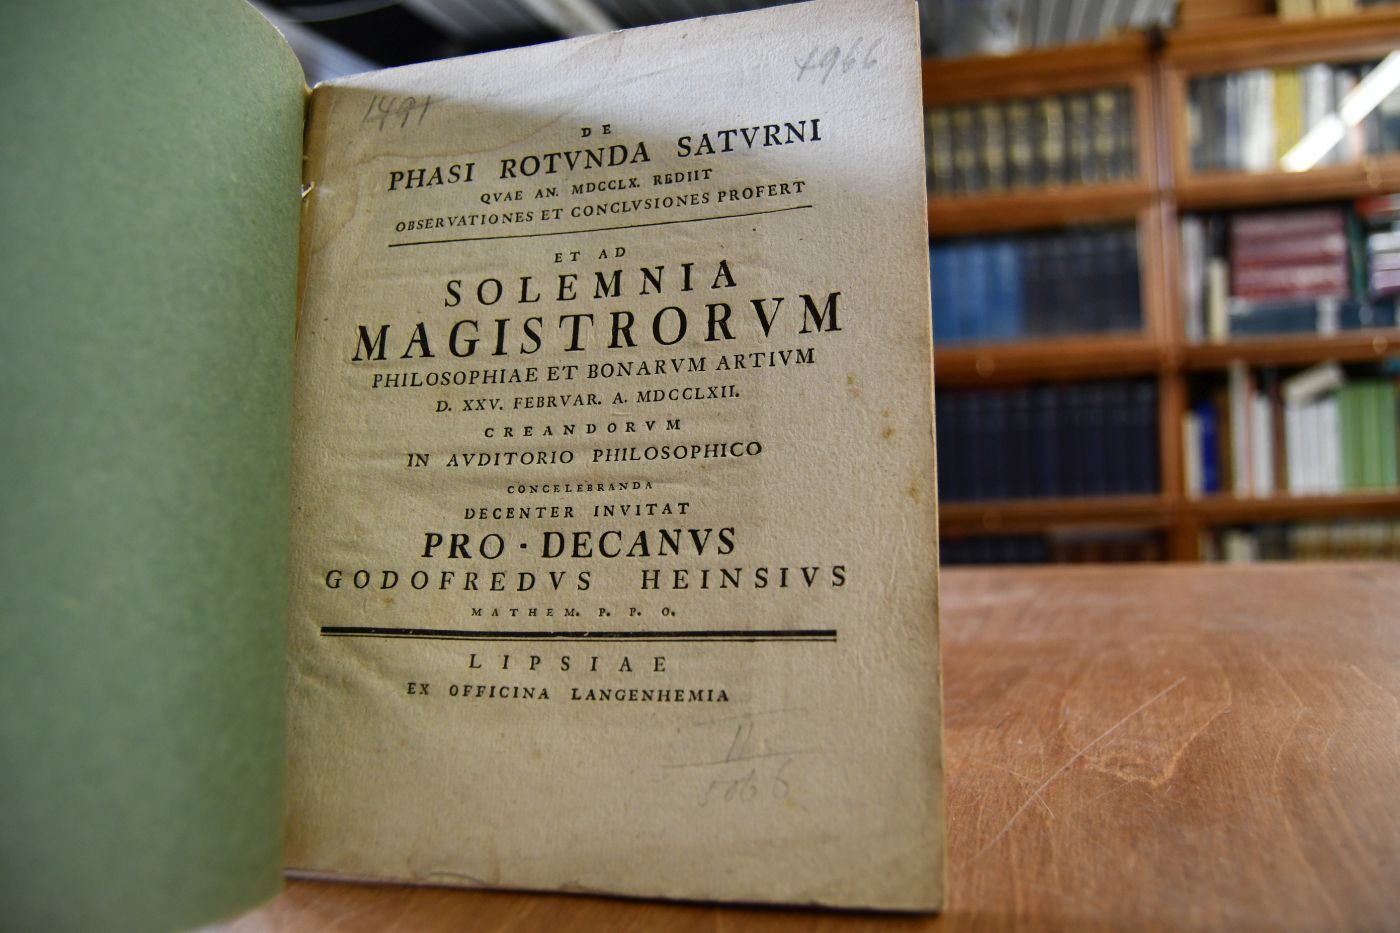 1491
4966
DE
PHASI ROTVNDA SATVRNI
QVAE AN. MDCCLX. REDIIT
OBSERVATIONES ET CONCLVSIONES PROFERT
ET AD
SOLEMNIA
MAGISTRORVM
PHILOSOPHIAE ET BONARVM ARTIVM
D. XXV. FEBRVAR. A. MDCCLXII.
CREANDORVM
IN AVDITORIO PHILOSOPHICO
CONCELEBRANDA
DECENTER INVITAT
PRO-DECANVS
GODOFREDVS HEINSIVS
MATHEM. P. P. O.
LIPSIAE
EX OFFICINA LANGENHEMIA
II